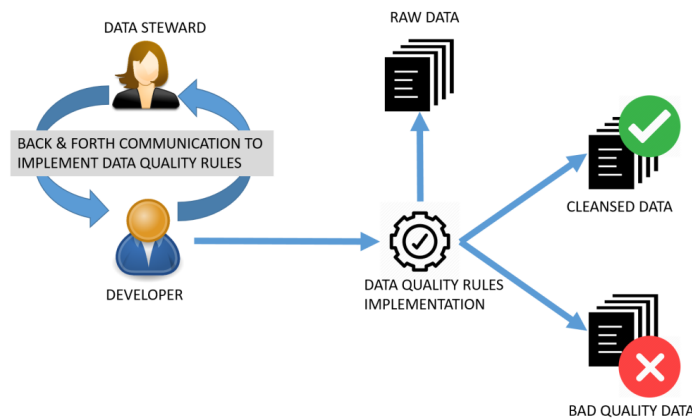 DATA STEWARD
RAW DATA
BACK & FORTH COMMUNICATION TO
IMPLEMENT DATA QUALITY RULES
CLEANSED DATA
DEVELOPER
DATA QUALITY RULES
IMPLEMENTATION
BAD QUALITY DATA